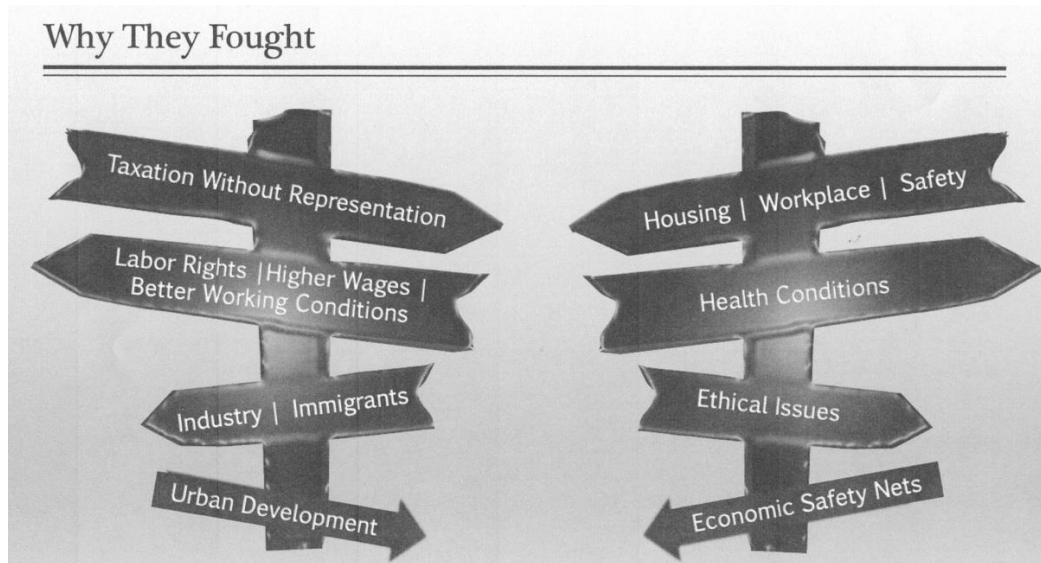 Why They Fought
Taxation Without Representation
Labor Rights |Higher Wages |
Better Working Conditions
Industry | Immigrants
Urban Development
Housing | Workplace | Safety
Health Conditions
Ethical Issues
Economic Safety Nets